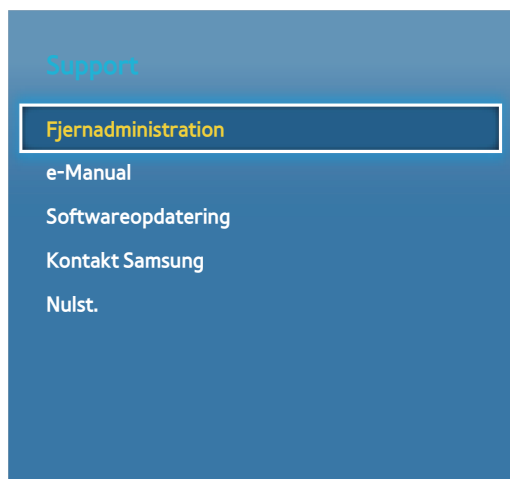 Support
Fjernadministration
e-Manual
Softwareopdatering
Kontakt Samsung
Nulst.